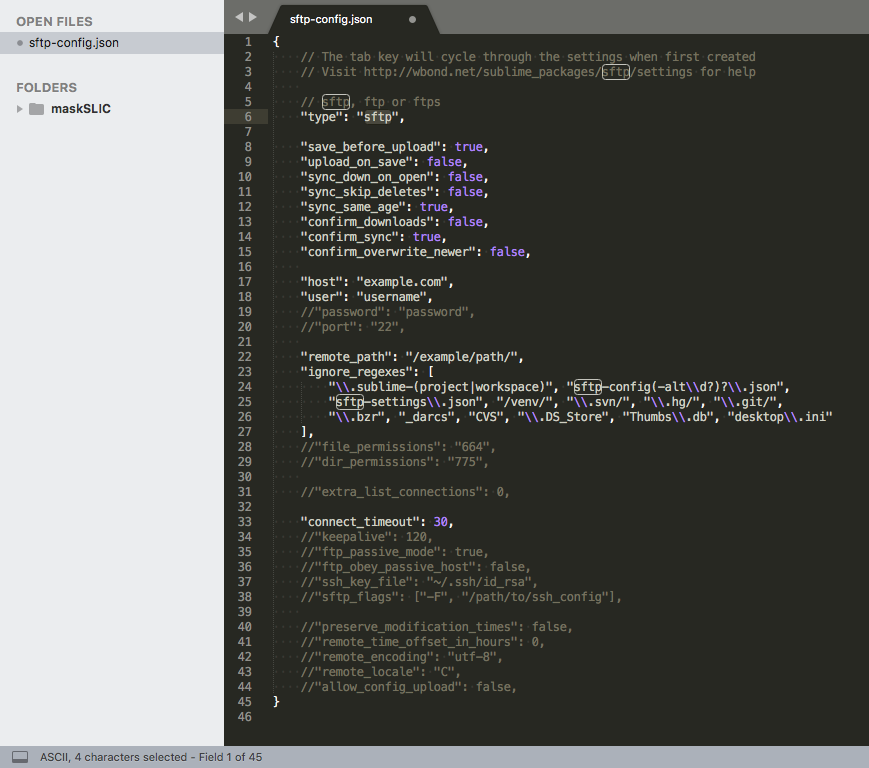 OPEN FILES
sftp-config.json
FOLDERS
maskSLIC
sftp-config.json
1 {
2 // The tab key will cycle through the settings when first created
3 // Visit http://wbond.net/sublime_packages/sftp/settings for help
4
5 // sftp, ftp or ftps
6 "type": "sftp",
7
8 "save_before_upload": true,
9 "upload_on_save": false,
10 "sync_down_on_open": false,
11 "sync_skip_deletes": false,
12 "sync_same_age": true,
13 "confirm_downloads": false,
14 "confirm_sync": true,
15 "confirm_overwrite_newer": false,
16
17 "host": "example.com",
18 "user": "username",
19 //"password": "password",
20 //"port": "22",
21
22 "remote_path": "/example/path/",
23 "ignore_regexes": [
24 "\\.sublime-(project|workspace)", "sftp-config(-alt\\d?)?\\.json",
25 "sftp-settings\\.json", "/venv/", "\\.svn/", "\\.hg/", "\\.git/",
26 "\\.bzr", "_darcs", "CVS", "\\.DS_Store", "Thumbs\\.db", "desktop\\.ini"
27 ],
28 //"file_permissions": "664",
29 //"dir_permissions": "775",
30
31 //"extra_list_connections": 0,
32
33 "connect_timeout": 30,
34 //"keepalive": 120,
35 //"ftp_passive_mode": true,
36 //"ftp_obey_passive_host": false,
37 //"ssh_key_file": "~/.ssh/id_rsa",
38 //"sftp_flags": ["-F", "/path/to/ssh_config"],
39
40 //"preserve_modification_times": false,
41 //"remote_time_offset_in_hours": 0,
42 //"remote_encoding": "utf-8",
43 //"remote_locale": "C",
44 //"allow_config_upload": false,
45 }
46
ASCII, 4 characters selected - Field 1 of 45